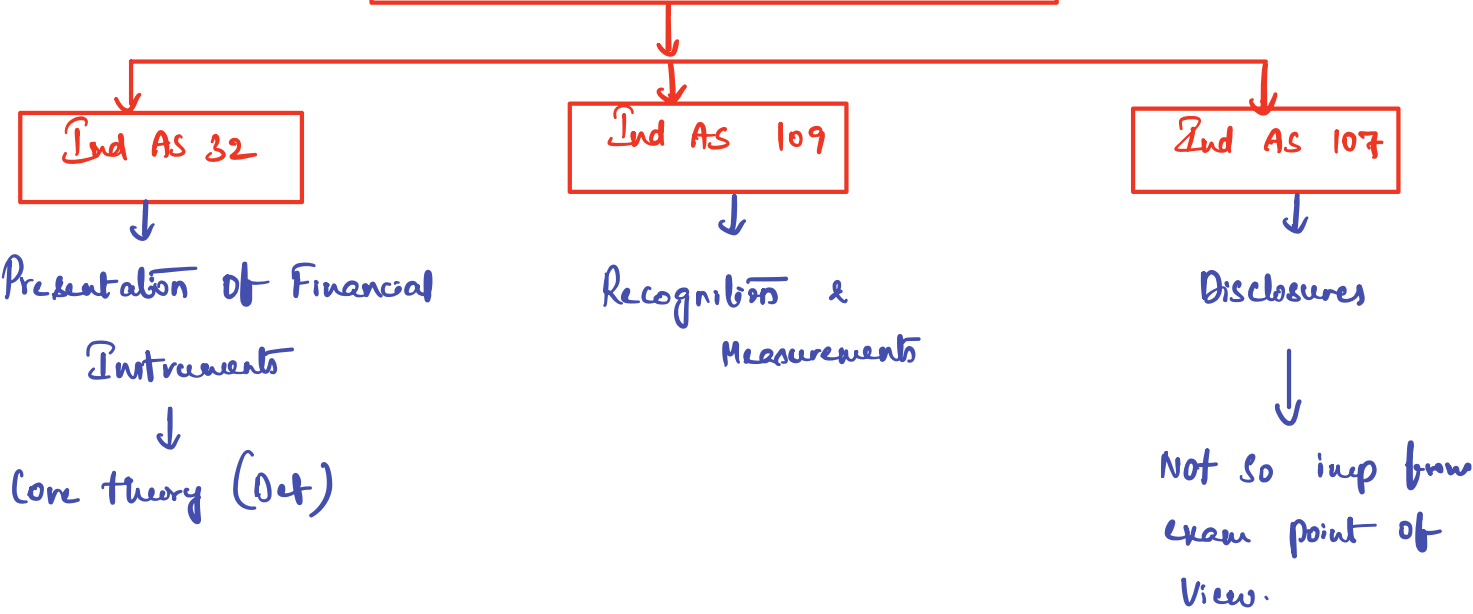 Ind AS 32
Ind AS 109
Ind AS 107
Presentation of Financial
Instruments
Core theory (Def)
Recognition &
Measurements
Disclosures
Not so imp from
exam point of
View.